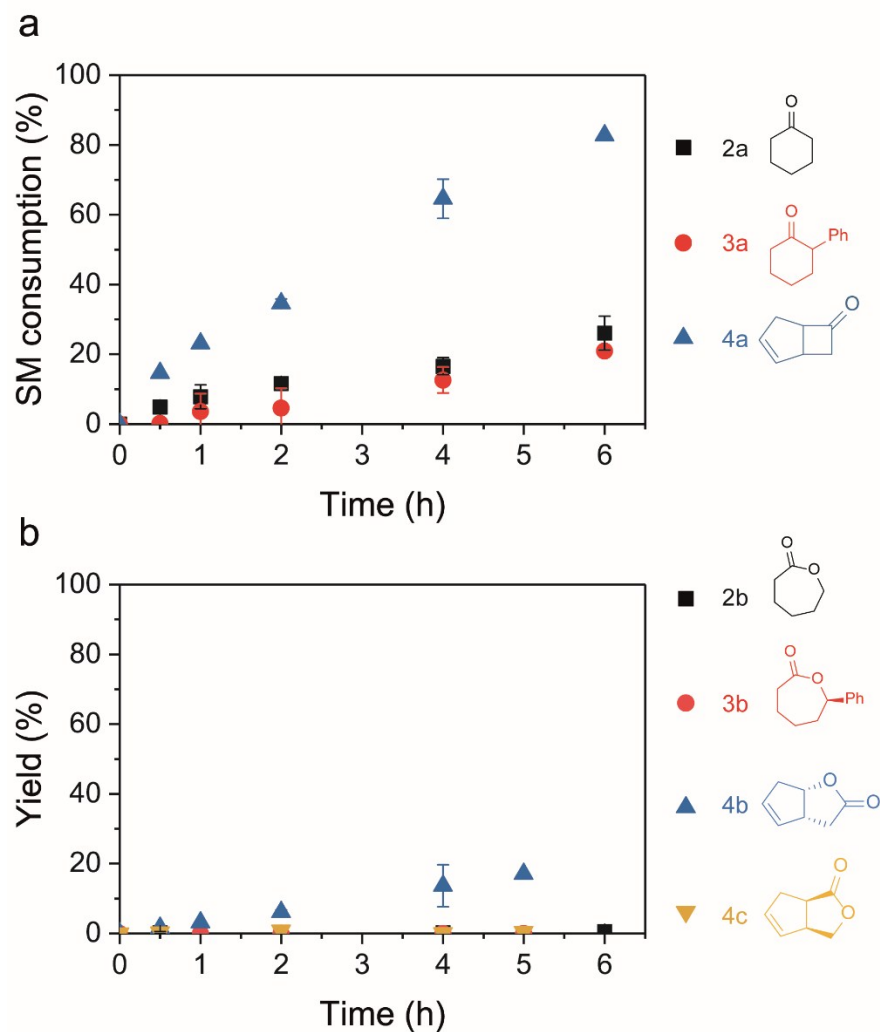 a
SM consumption (%)
100
80
60
40
20
0
0 1 2 3 4 5 6
Time (h)
2a
O
3a
O
Ph
4a
O
b
Yield (%)
100
80
60
40
20
0
0 1 2 3 4 5 6
Time (h)
2b
O
O
3b
O
O
Ph
4b
O
O
4c
O
O